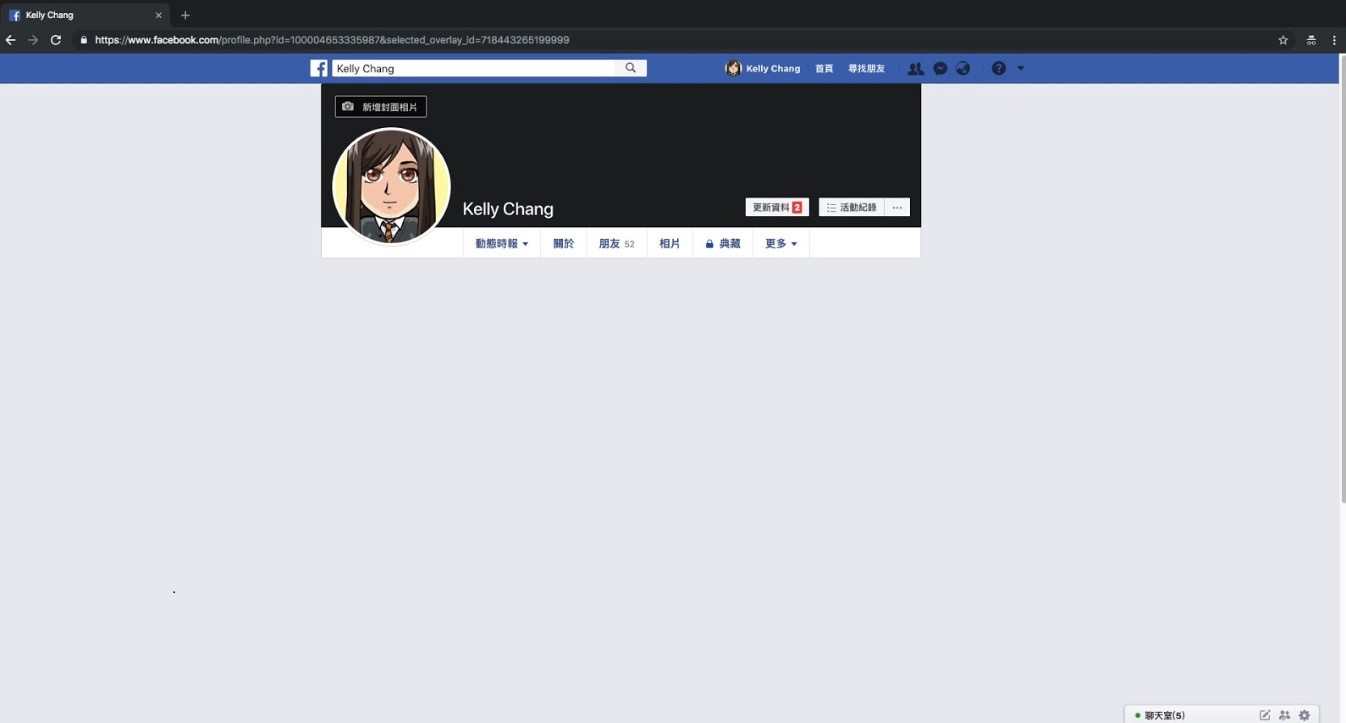 Kelly Chang
https://www.facebook.com/profile.php?id=100004653335987&selected_overlay_id=718443265199999
Kelly Chang
Kelly Chang 首頁 尋找朋友
新增封面相片
Kelly Chang
更新資料 2 活動紀錄
動態時報 關於 朋友 52 相片 典藏 更多
聊天室(5)